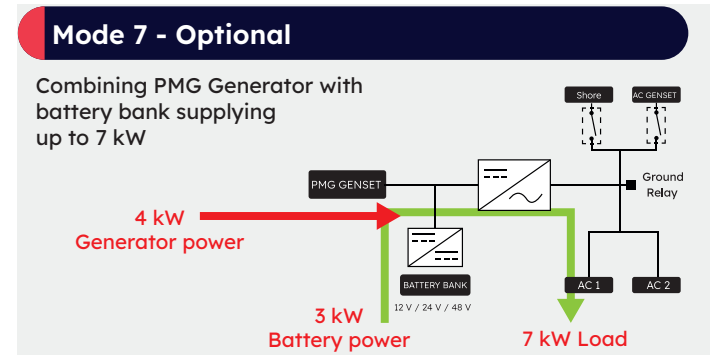 Mode 7 - Optional
Combining PMG Generator with
battery bank supplying
up to 7 kW
Shore
AC GENSET
PMG GENSET
Ground
Relay
4 kW
Generator power
BATTERY BANK
12 V / 24 V / 48 V
AC 1
AC 2
3 kW
Battery power
7 kW Load